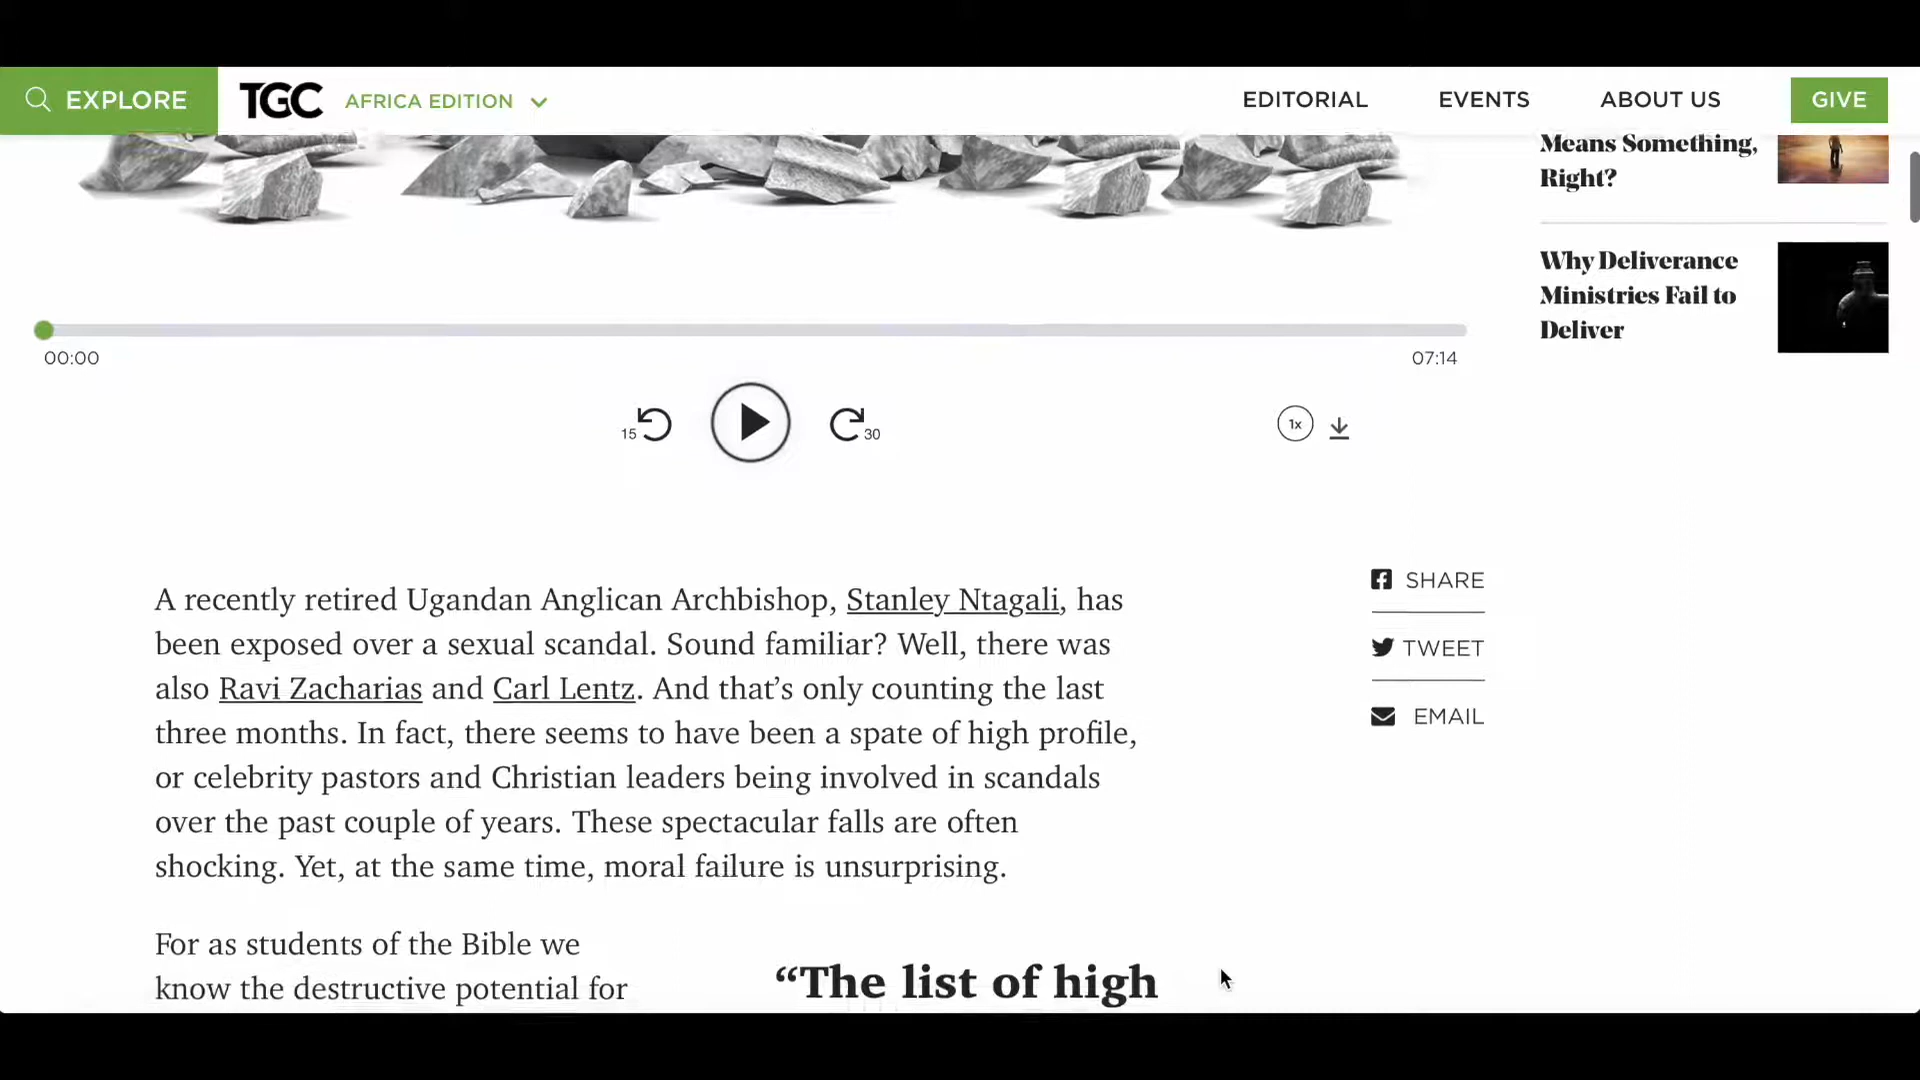 EXPLORE
TGC
AFRICA EDITION
EDITORIAL
EVENTS
ABOUT US
GIVE
Means Something,
Right?
Why Deliverance
Ministries Fail to
Deliver
00:00
07:14
15
30
1x
A recently retired Ugandan Anglican Archbishop, Stanley Ntagali, has
been exposed over a sexual scandal. Sound familiar? Well, there was
also Ravi Zacharias and Carl Lentz. And that’s only counting the last
three months. In fact, there seems to have been a spate of high profile,
or celebrity pastors and Christian leaders being involved in scandals
over the past couple of years. These spectacular falls are often
shocking. Yet, at the same time, moral failure is unsurprising.
SHARE
TWEET
EMAIL
For as students of the Bible we
know the destructive potential for
“The list of high